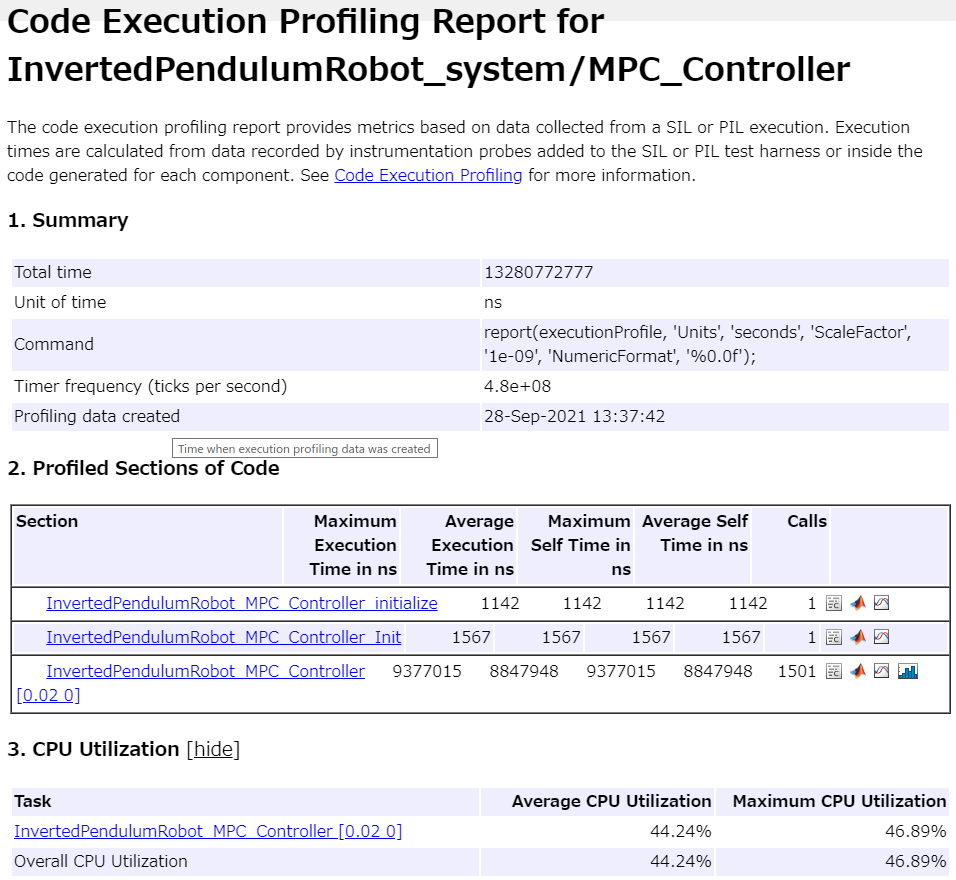 Code Execution Profiling Report for
InvertedPendulumRobot_system/MPC_Controller
The code execution profiling report provides metrics based on data collected from a SIL or PIL execution. Execution
times are calculated from data recorded by instrumentation probes added to the SIL or PIL test harness or inside the
code generated for each component. See Code Execution Profiling for more information.
1. Summary
Total time 13280772777
Unit of time ns
Command report(executionProfile, 'Units', 'seconds', 'ScaleFactor',
'1e-09', 'NumericFormat', '%0.0f');
Timer frequency (ticks per second) 4.8e+08
Profiling data created 28-Sep-2021 13:37:42
Time when execution profiling data was created
2. Profiled Sections of Code
Section Maximum Average Maximum Average Self Calls
Execution Execution Self Time in Time in ns
Time in ns Time in ns ns
InvertedPendulumRobot_MPC_Controller_initialize 1142 1142 1142 1142 1
InvertedPendulumRobot_MPC_Controller_Init 1567 1567 1567 1567 1
InvertedPendulumRobot_MPC_Controller 9377015 8847948 9377015 8847948 1501
[0.02 0]
3. CPU Utilization [hide]
Task Average CPU Utilization Maximum CPU Utilization
InvertedPendulumRobot_MPC_Controller [0.02 0] 44.24% 46.89%
Overall CPU Utilization 44.24% 46.89%